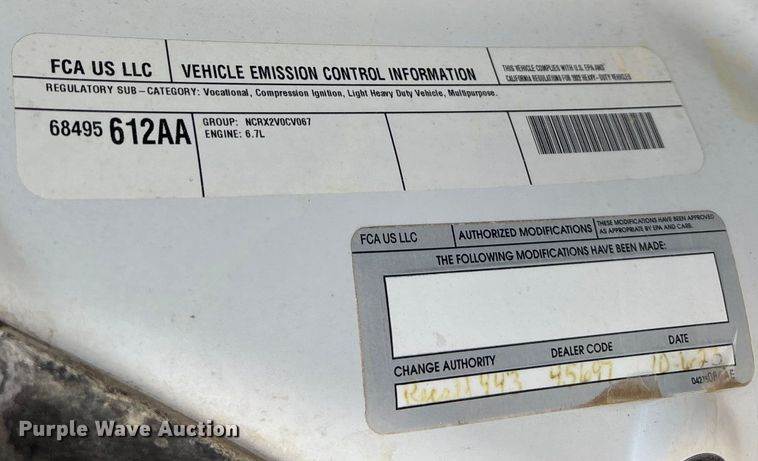 FCA US LLC VEHICLE EMISSION CONTROL INFORMATION
THIS VEHICLE COMPLIES WITH U.S. EPA AND
CALIFORNIA REGULATIONS FOR 2022 HEAVY-DUTY VEHICLES
REGULATORY SUB-CATEGORY: Vocational, Compression Ignition, Light Heavy Duty Vehicle, Multipurpose.
68495 612AA
GROUP: NCRX2V0CV067
ENGINE: 6.7L
FCA US LLC AUTHORIZED MODIFICATIONS
THESE MODIFICATIONS HAVE BEEN APPROVED
AS APPROPRIATE BY EPA AND CARB.
THE FOLLOWING MODIFICATIONS HAVE BEEN MADE:
CHANGE AUTHORITY DEALER CODE DATE
45697
Purple Wave Auction